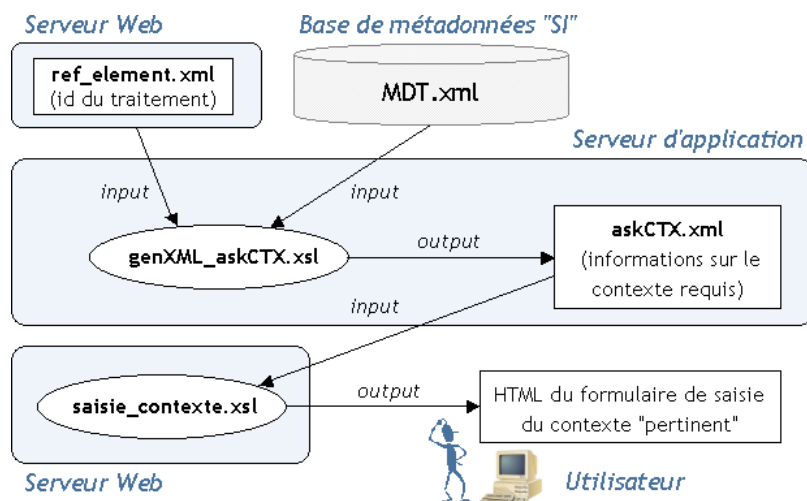 Serveur Web
Base de métadonnées "SI"
ref_element.xml
(id du traitement)
MDT.xml
Serveur d'application
input
input
genXML_askCTX.xsl
output
askCTX.xml
(informations sur le
contexte requis)
input
saisie_contexte.xsl
output
HTML du formulaire de saisie
du contexte "pertinent"
Serveur Web
Utilisateur